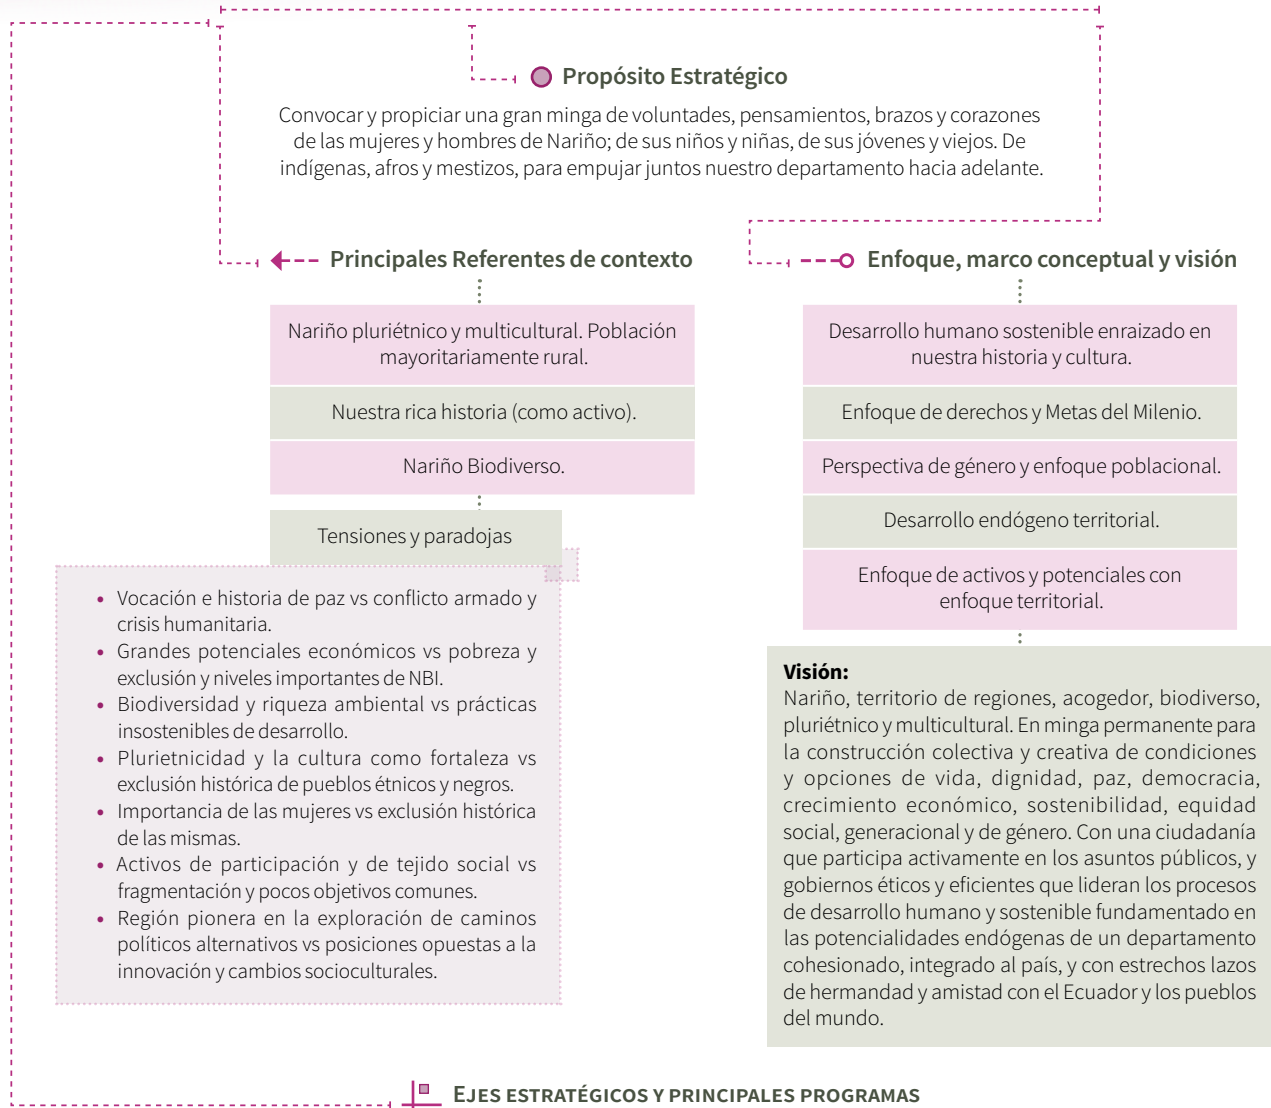 Propósito Estratégico
Convocar y propiciar una gran minga de voluntades, pensamientos, brazos y corazones
de las mujeres y hombres de Nariño; de sus niños y niñas, de sus jóvenes y viejos. De
indígenas, afros y mestizos, para empujar juntos nuestro departamento hacia adelante.
Principales Referentes de contexto
Nariño pluriétnico y multicultural. Población
mayoritariamente rural.
Nuestra rica historia (como activo).
Nariño Biodiverso.
Tensiones y paradojas
• Vocación e historia de paz vs conflicto armado y
crisis humanitaria.
• Grandes potenciales económicos vs pobreza y
exclusión y niveles importantes de NBI.
• Biodiversidad y riqueza ambiental vs prácticas
insostenibles de desarrollo.
• Plurietnicidad y la cultura como fortaleza vs
exclusión histórica de pueblos étnicos y negros.
• Importancia de las mujeres vs exclusión histórica
de las mismas.
• Activos de participación y de tejido social vs
fragmentación y pocos objetivos comunes.
• Región pionera en la exploración de caminos
políticos alternativos vs posiciones opuestas a la
innovación y cambios socioculturales.
Enfoque, marco conceptual y visión
Desarrollo humano sostenible enraizado en
nuestra historia y cultura.
Enfoque de derechos y Metas del Milenio.
Perspectiva de género y enfoque poblacional.
Desarrollo endógeno territorial.
Enfoque de activos y potenciales con
enfoque territorial.
Visión:
Nariño, territorio de regiones, acogedor, biodiverso,
pluriétnico y multicultural. En minga permanente para
la construcción colectiva y creativa de condiciones
y opciones de vida, dignidad, paz, democracia,
crecimiento económico, sostenibilidad, equidad
social, generacional y de género. Con una ciudadanía
que participa activamente en los asuntos públicos, y
gobiernos éticos y eficientes que lideran los procesos
de desarrollo humano y sostenible fundamentado en
las potencialidades endógenas de un departamento
cohesionado, integrado al país, y con estrechos lazos
de hermandad y amistad con el Ecuador y los pueblos
del mundo.
EJES ESTRATÉGICOS Y PRINCIPALES PROGRAMAS